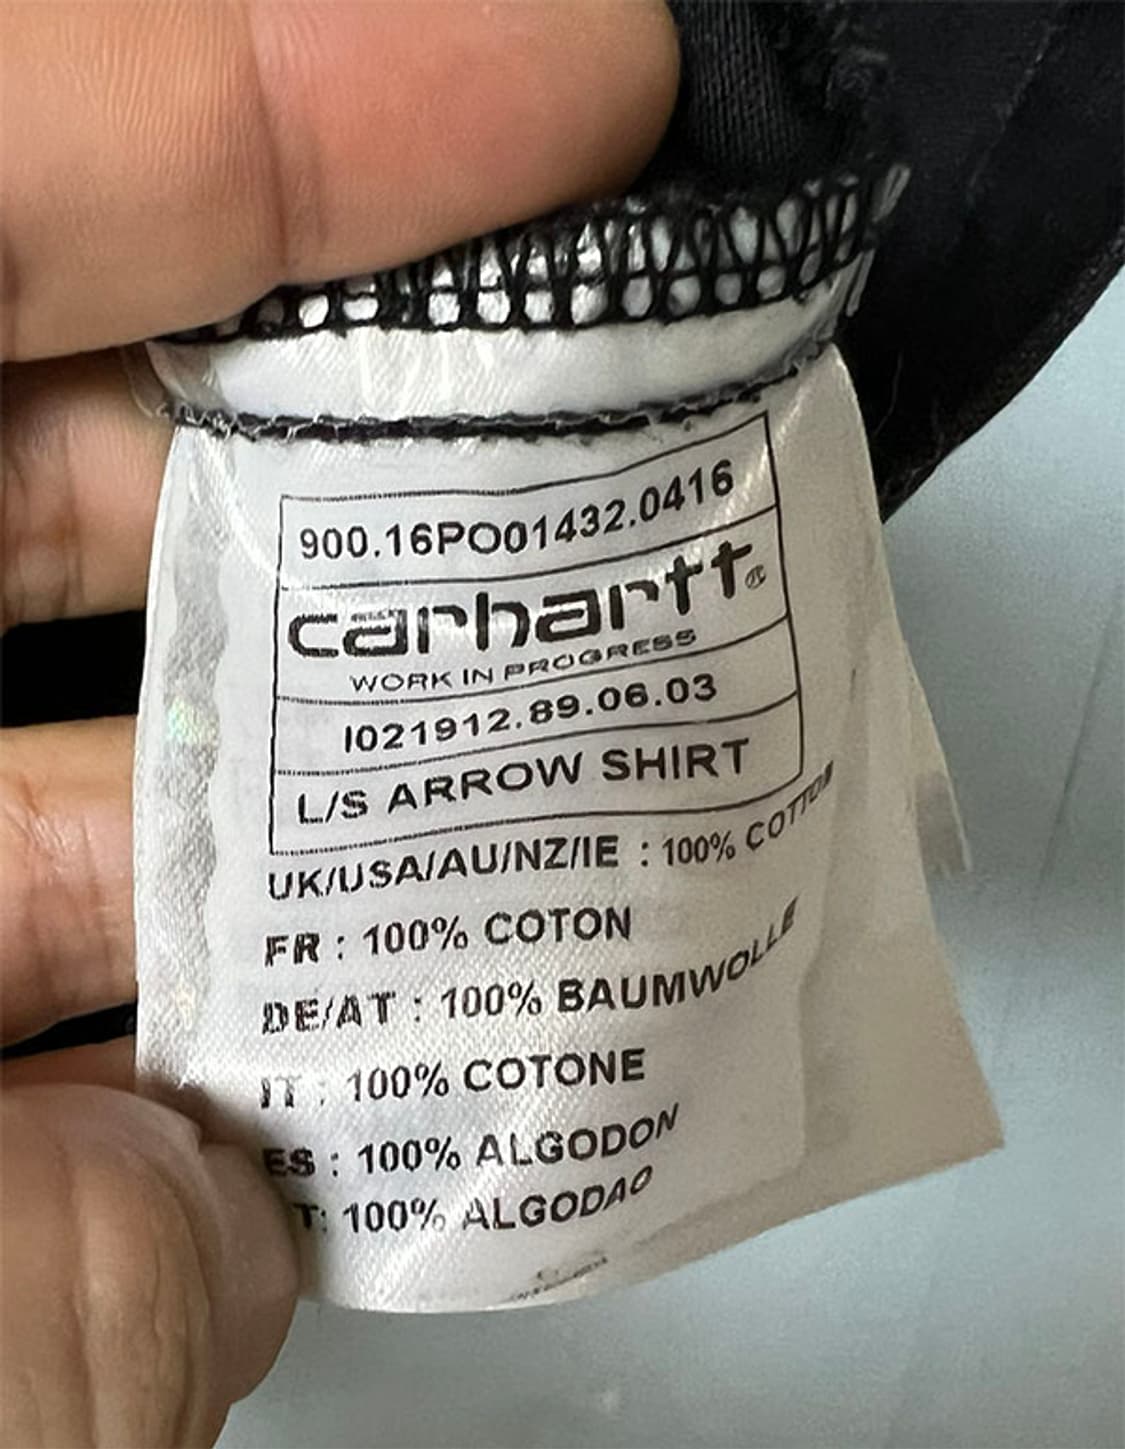 900.16PO01432.0416
carhartt®
WORK IN PROGRESS
I021912.89.06.03
L/S ARROW SHIRT
UK/USA/AU/NZ/IE : 100% COTTON
FR : 100% COTON
DE/AT : 100% BAUMWOLLE
IT : 100% COTONE
ES : 100% ALGODON
T: 100% ALGODAO